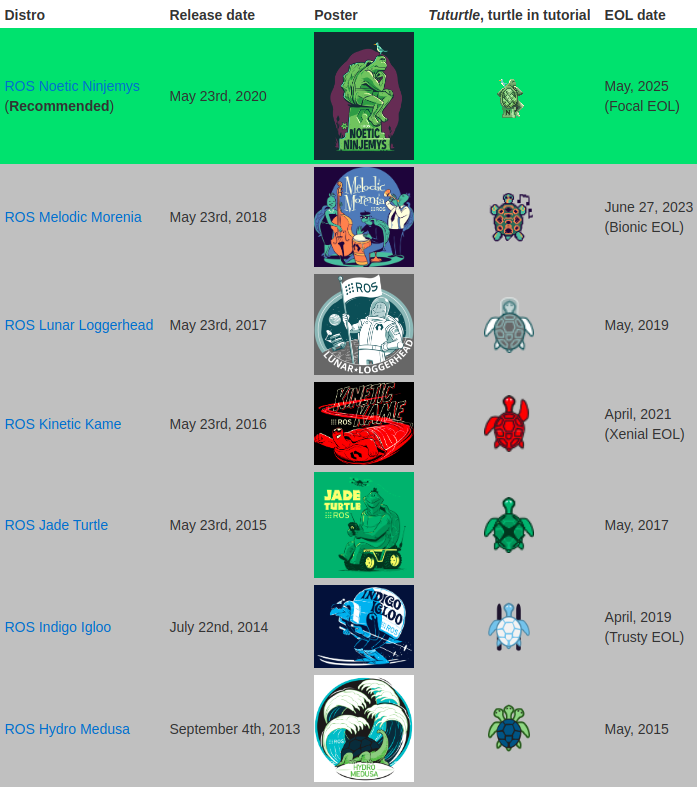 Distro Release date Poster Tuturtle, turtle in tutorial EOL date
ROS Noetic Ninjemys
(Recommended)
May 23rd, 2020
NOETIC
NINJEMYS
May, 2025
(Focal EOL)
ROS Melodic Morenia
May 23rd, 2018
Melodic
Morenia
ROS
June 27, 2023
(Bionic EOL)
ROS Lunar Loggerhead
May 23rd, 2017
ROS
LUNAR•LOGGERHEAD
May, 2019
ROS Kinetic Kame
May 23rd, 2016
KINETIC
KAME
ROS
April, 2021
(Xenial EOL)
ROS Jade Turtle
May 23rd, 2015
JADE
TURTLE
ROS
May, 2017
ROS Indigo Igloo
July 22nd, 2014
INDIGO
IGLOO
ROS
April, 2019
(Trusty EOL)
ROS Hydro Medusa
September 4th, 2013
ROS
HYDRO
MEDUSA
May, 2015